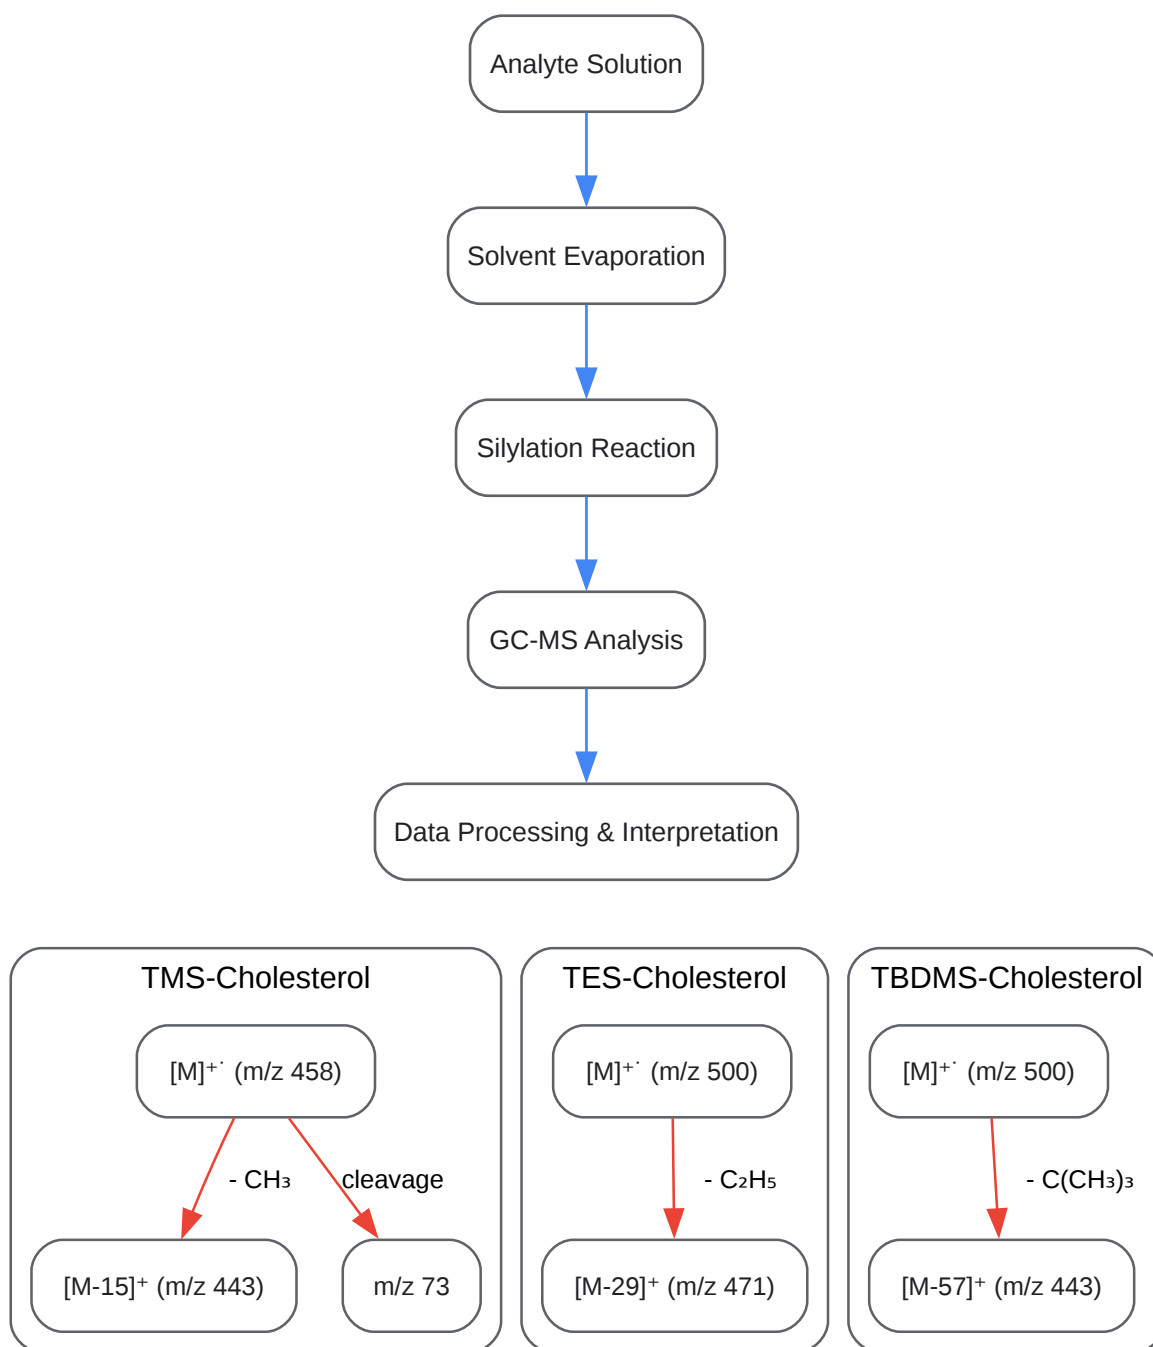 Analyte Solution
Solvent Evaporation
Silylation Reaction
GC-MS Analysis
Data Processing & Interpretation
TMS-Cholesterol
[M]⁺˙ (m/z 458)
- CH₃
cleavage
[M-15]⁺ (m/z 443)
m/z 73
TES-Cholesterol
[M]⁺˙ (m/z 500)
- C₂H₅
[M-29]⁺ (m/z 471)
TBDMS-Cholesterol
[M]⁺˙ (m/z 500)
- C(CH₃)₃
[M-57]⁺ (m/z 443)